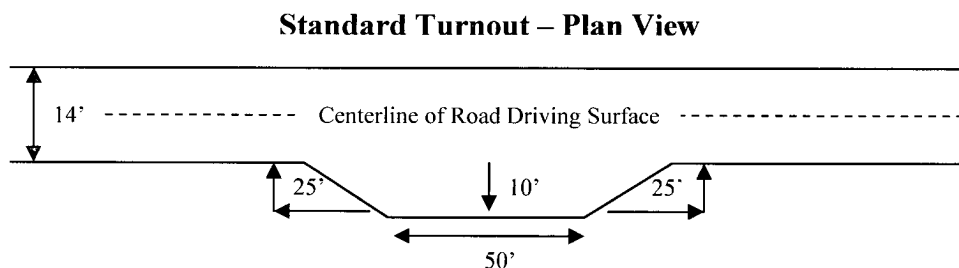 Standard Turnout – Plan View
14’
Centerline of Road Driving Surface
25’
10’
25’
50’